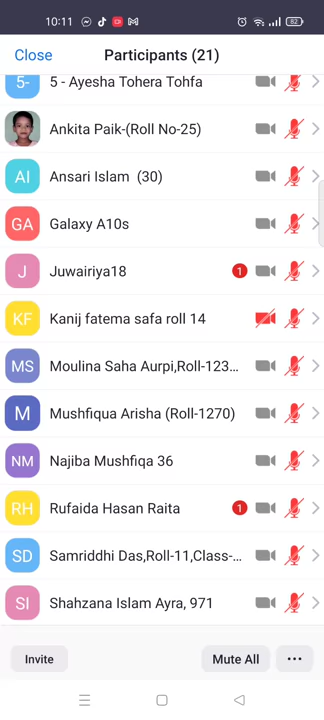 10:11 82
Close Participants (21)
5- 5 - Ayesha Tohera Tohfa
Ankita Paik-(Roll No-25)
AI Ansari Islam (30)
GA Galaxy A10s
J Juwairiya18 1
KF Kanij fatema safa roll 14
MS Moulina Saha Aurpi,Roll-123...
M Mushfiqua Arisha (Roll-1270)
NM Najiba Mushfiqa 36
RH Rufaida Hasan Raita 1
SD Samriddhi Das,Roll-11,Class-...
SI Shahzana Islam Ayra, 971
Invite Mute All ...